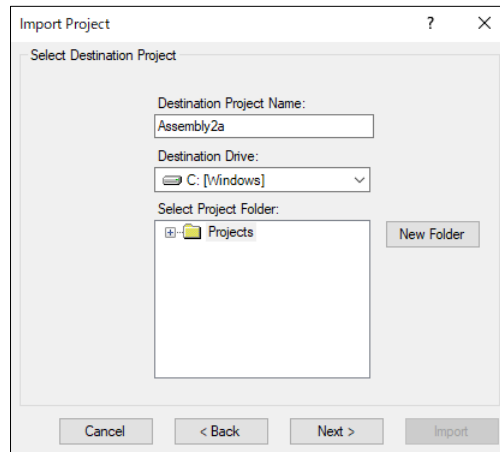 Import Project
?
Select Destination Project
Destination Project Name:
Assembly2a
Destination Drive:
C: [Windows]
Select Project Folder:
Projects
New Folder
Cancel
< Back
Next >
Import